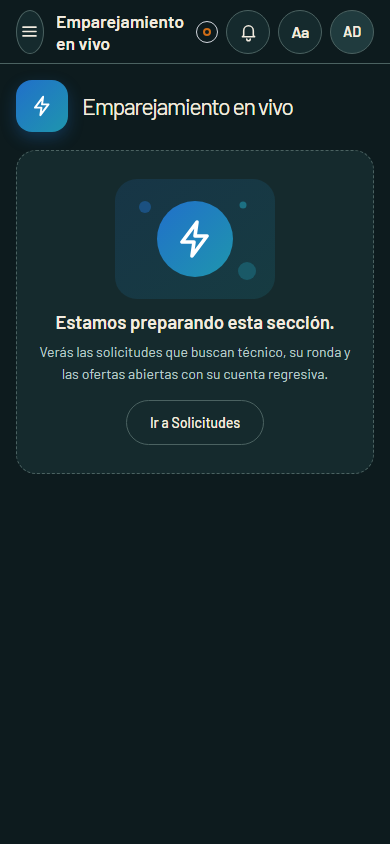 Emparejamiento
en vivo
Aa
AD
Emparejamiento en vivo
Estamos preparando esta sección.
Verás las solicitudes que buscan técnico, su ronda y
las ofertas abiertas con su cuenta regresiva.
Ir a Solicitudes